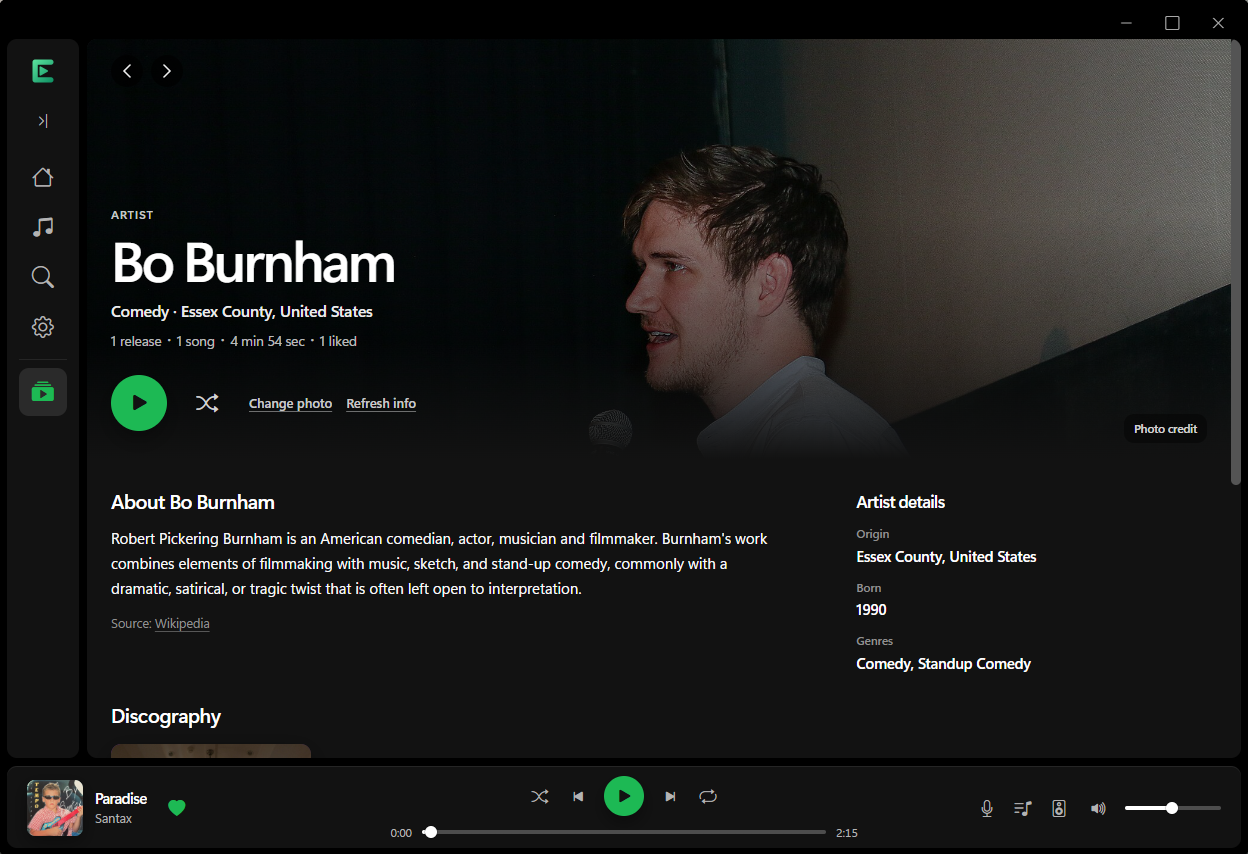 ARTIST
Bo Burnham
Comedy · Essex County, United States
1 release · 1 song · 4 min 54 sec · 1 liked
Change photo Refresh info
Photo credit
About Bo Burnham
Robert Pickering Burnham is an American comedian, actor, musician and filmmaker. Burnham's work
combines elements of filmmaking with music, sketch, and stand-up comedy, commonly with a
dramatic, satirical, or tragic twist that is often left open to interpretation.
Source: Wikipedia
Artist details
Origin
Essex County, United States
Born
1990
Genres
Comedy, Standup Comedy
Discography
Paradise
Santax
0:00
2:15